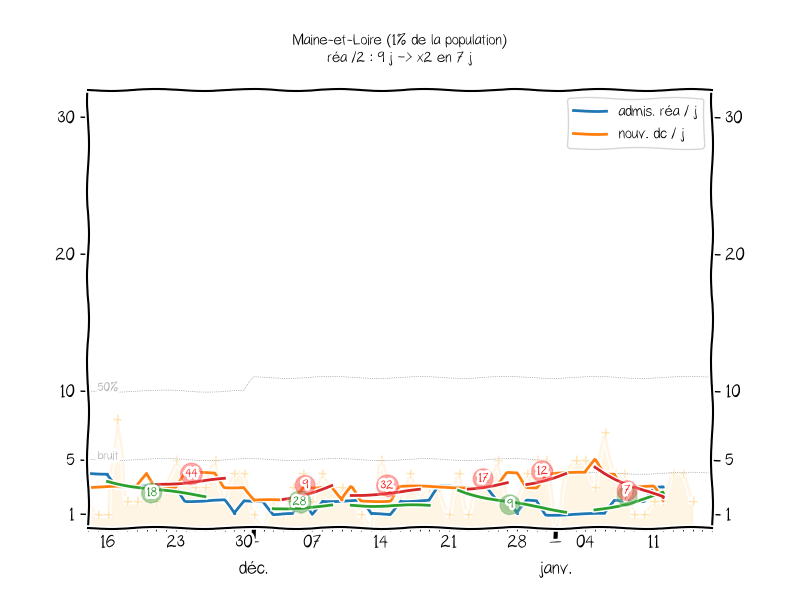 Maine-et-Loire (1% de la population)
réa /2 : 9 j -> x2 en 7 j
admis. réa / j
nouv. dc / j
30 30
20 20
50%
10 10
bruit
5 5
44 9 32 17 12 7
18 28 9
1 1
16 23 30 07 14 21 28 04 11
déc. janv.